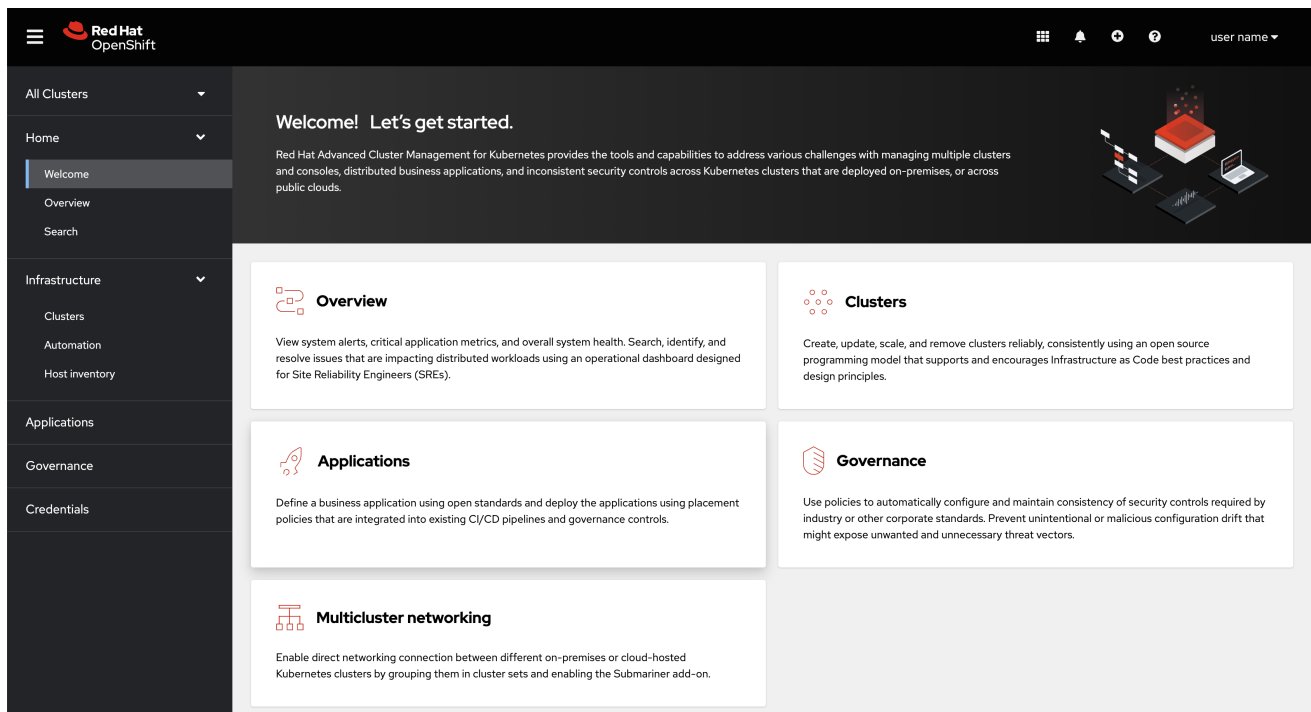 Red Hat
OpenShift
user name
All Clusters
Home
Welcome
Overview
Search
Infrastructure
Clusters
Automation
Host inventory
Applications
Governance
Credentials
Welcome! Let's get started.
Red Hat Advanced Cluster Management for Kubernetes provides the tools and capabilities to address various challenges with managing multiple clusters
and consoles, distributed business applications, and inconsistent security controls across Kubernetes clusters that are deployed on-premises, or across
public clouds.
Overview
View system alerts, critical application metrics, and overall system health. Search, identify, and
resolve issues that are impacting distributed workloads using an operational dashboard designed
for Site Reliability Engineers (SREs).
Clusters
Create, update, scale, and remove clusters reliably, consistently using an open source
programming model that supports and encourages Infrastructure as Code best practices and
design principles.
Applications
Define a business application using open standards and deploy the applications using placement
policies that are integrated into existing CI/CD pipelines and governance controls.
Governance
Use policies to automatically configure and maintain consistency of security controls required by
industry or other corporate standards. Prevent unintentional or malicious configuration drift that
might expose unwanted and unnecessary threat vectors.
Multicluster networking
Enable direct networking connection between different on-premises or cloud-hosted
Kubernetes clusters by grouping them in cluster sets and enabling the Submariner add-on.